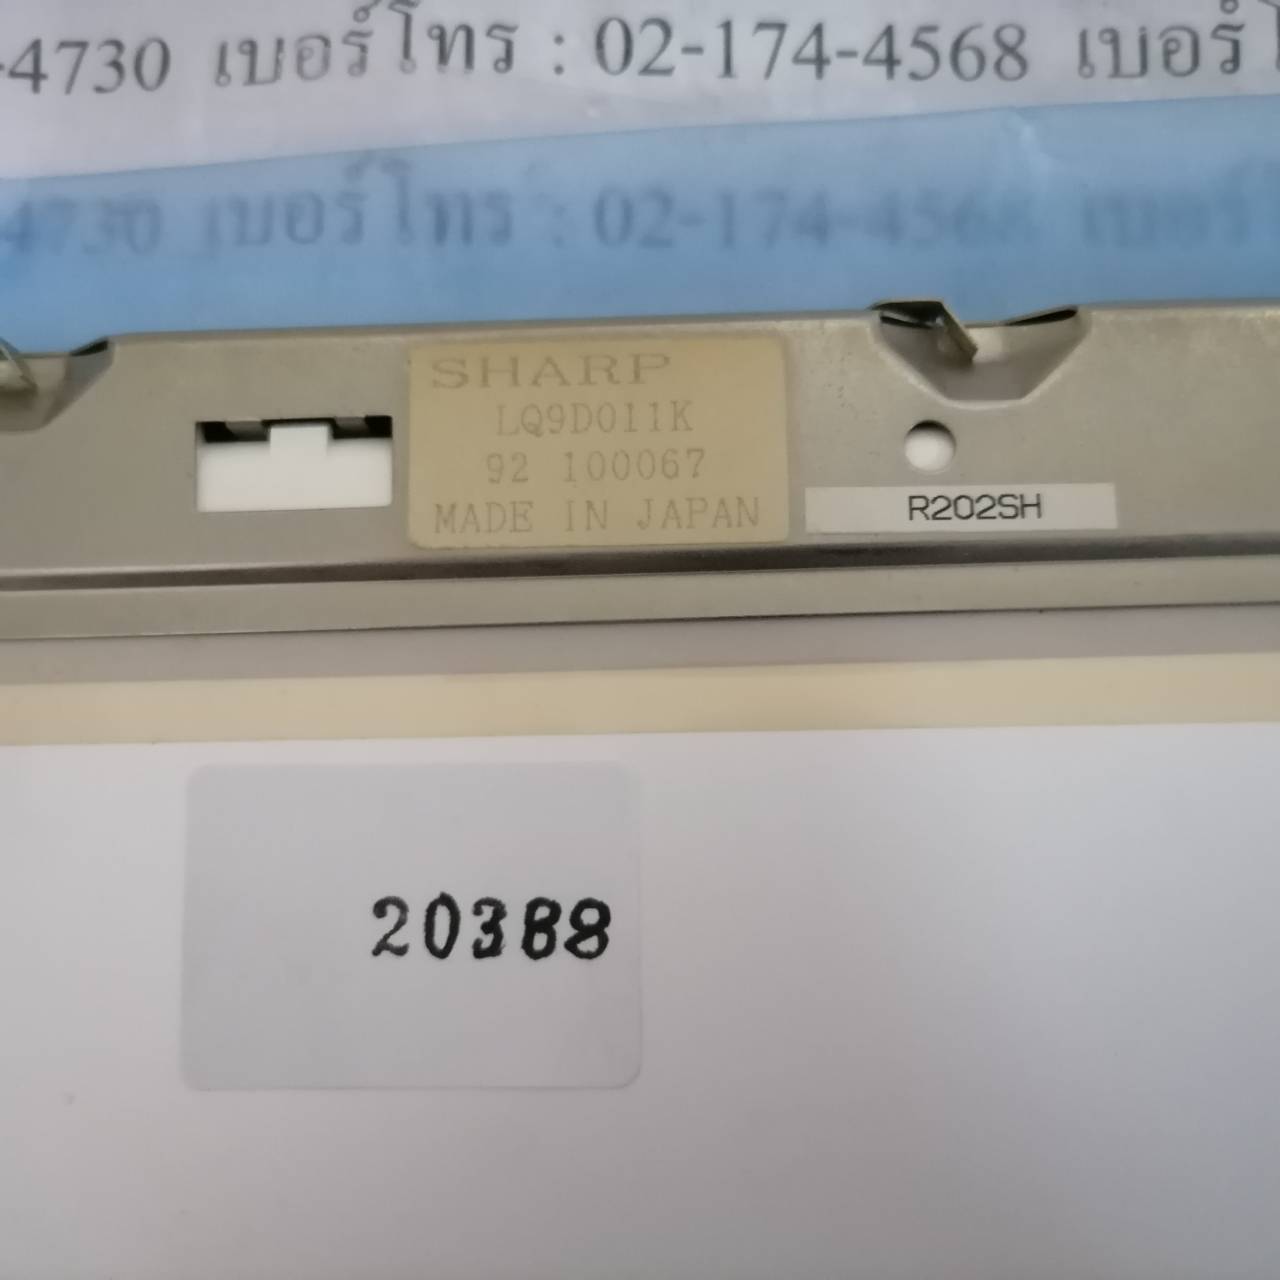 -4730 เบอร์โทร : 02-174-4568 เบอร์โ
-4730 เบอร์โทร : 02-174-4568 เบอร์
SHARP
LQ9D011K
92 100067
MADE IN JAPAN
R202SH
20388